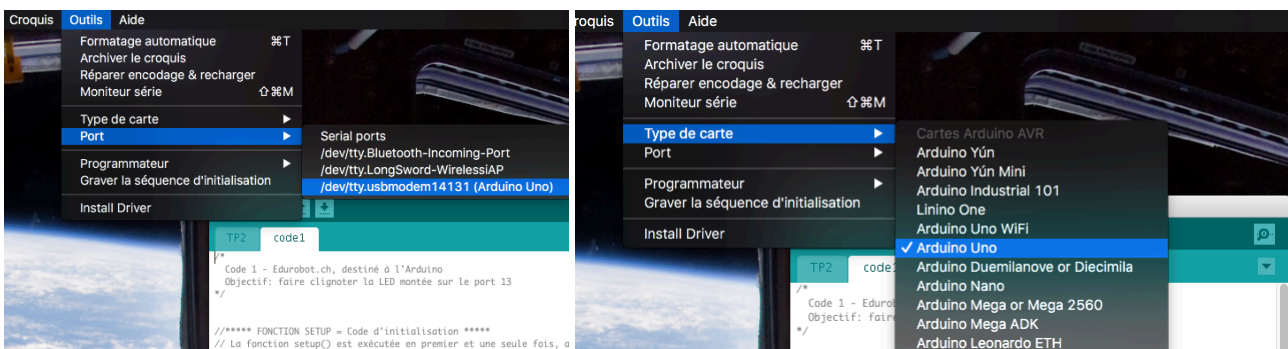 Croquis Outils Aide
Formatage automatique ⌘T
Archiver le croquis
Réparer encodage & recharger
Moniteur série ⇧⌘M
Type de carte
Port
Programmateur
Graver la séquence d'initialisation
Install Driver
Serial ports
/dev/tty.Bluetooth-Incoming-Port
/dev/tty.LongSword-WirelessiAP
/dev/tty.usbmodem14131 (Arduino Uno)
TP2 code1
/*
Code 1 - Edurobot.ch, destiné à l'Arduino
Objectif: faire clignoter la LED montée sur le port 13
*/
//***** FONCTION SETUP = Code d'initialisation *****
// La fonction setup() est exécutée en premier et une seule fois, a
roquis Outils Aide
Formatage automatique ⌘T
Archiver le croquis
Réparer encodage & recharger
Moniteur série ⇧⌘M
Type de carte
Port
Programmateur
Graver la séquence d'initialisation
Install Driver
Cartes Arduino AVR
Arduino Yún
Arduino Yún Mini
Arduino Industrial 101
Linino One
Arduino Uno WiFi
✓ Arduino Uno
Arduino Duemilanove or Diecimila
Arduino Nano
Arduino Mega or Mega 2560
Arduino Mega ADK
Arduino Leonardo ETH
TP2 code
/*
Code 1 - Edurob
Objectif: fair
*/